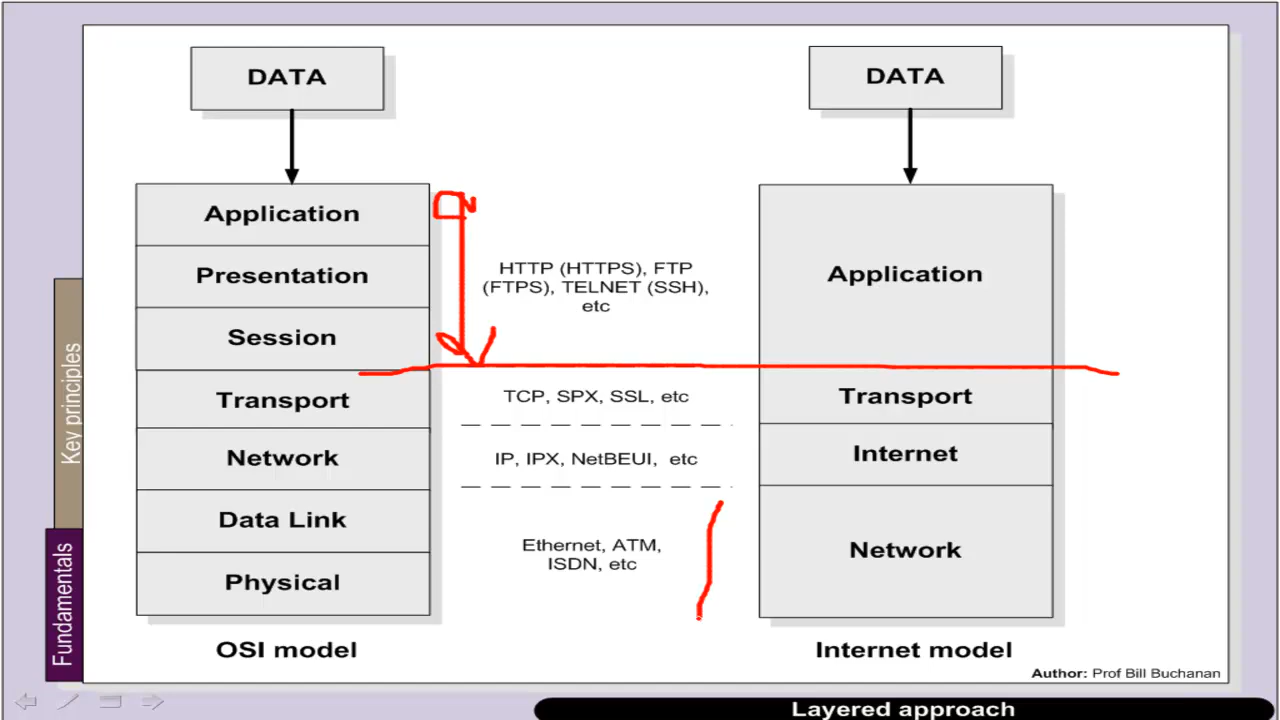 DATA
DATA
Application
Presentation
Session
Transport
Network
Data Link
Physical
OSI model
HTTP (HTTPS), FTP
(FTPS), TELNET (SSH),
etc
TCP, SPX, SSL, etc
IP, IPX, NetBEUI, etc
Ethernet, ATM,
ISDN, etc
Application
Transport
Internet
Network
Internet model
Key principles
Fundamentals
Author: Prof Bill Buchanan
Layered approach